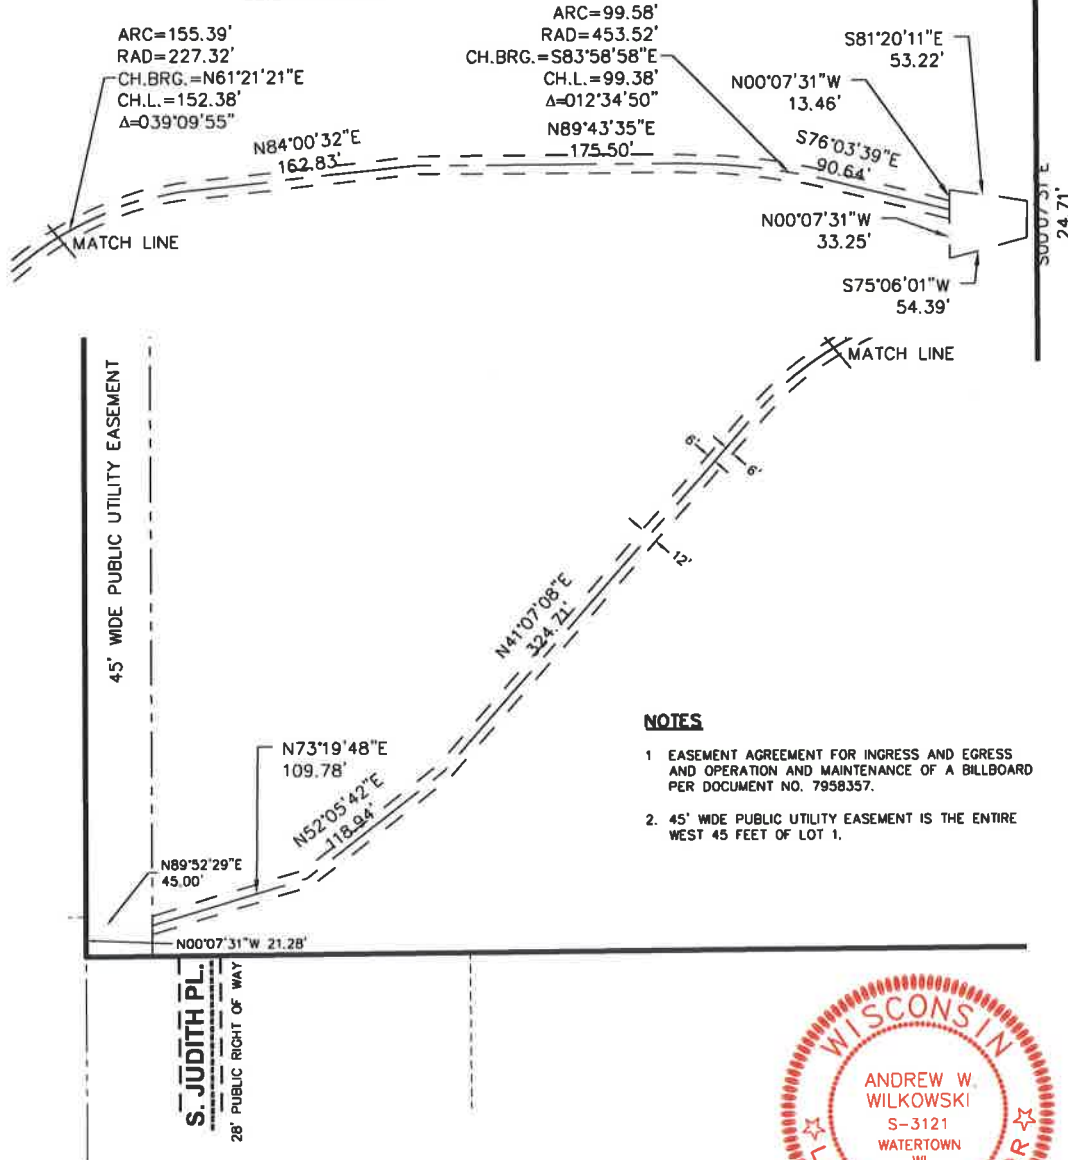 ARC=155.39'
RAD=227.32'
CH.BRG.=N61°21'21"E
CH.L.=152.38'
Δ=039°09'55"
ARC=99.58'
RAD=453.52'
CH.BRG.=S83°58'58"E
CH.L.=99.38'
Δ=012°34'50"
S81°20'11"E
53.22'
N00°07'31"W
13.46'
N84°00'32"E
162.83'
N89°43'35"E
175.50'
S76°03'39"E
90.64'
S00°07'31"E
24.71'
MATCH LINE
N00°07'31"W
33.25'
S75°06'01"W
54.39'
MATCH LINE
45' WIDE PUBLIC UTILITY EASEMENT
6'
6'
12'
N41°07'08"E
324.71'
N73°19'48"E
109.78'
N52°05'42"E
118.94'
NOTES
1 EASEMENT AGREEMENT FOR INGRESS AND EGRESS
AND OPERATION AND MAINTENANCE OF A BILLBOARD
PER DOCUMENT NO. 7958357.
2. 45' WIDE PUBLIC UTILITY EASEMENT IS THE ENTIRE
WEST 45 FEET OF LOT 1.
N89°52'29"E
45.00'
N00°07'31"W 21.28'
S. JUDITH PL.
28' PUBLIC RIGHT OF WAY
WISCONSIN
ANDREW W.
WILKOWSKI
S-3121
WATERTOWN
WI